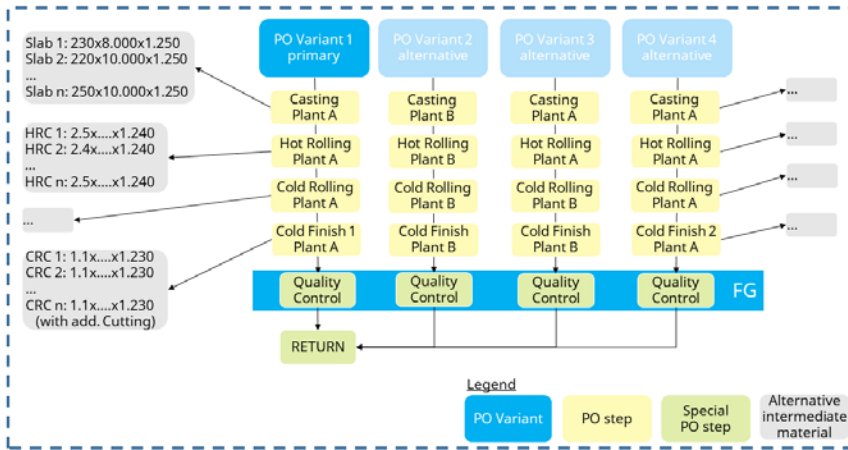 Slab 1: 230x8.000x1.250
Slab 2: 220x10.000x1.250
...
Slab n: 250x10.000x1.250
HRC 1: 2.5x....x1.240
HRC 2: 2.4x....x1.240
...
HRC n: 2.5x....x1.240
...
CRC 1: 1.1x....x1.230
CRC 2: 1.1x....x1.230
...
CRC n: 1.1x....x1.230
(with add. Cutting)
PO Variant 1
primary
Casting
Plant A
Hot Rolling
Plant A
Cold Rolling
Plant A
Cold Finish 1
Plant A
Quality
Control
RETURN
PO Variant 2
alternative
Casting
Plant B
Hot Rolling
Plant B
Cold Rolling
Plant B
Cold Finish
Plant B
Quality
Control
PO Variant 3
alternative
Casting
Plant A
Hot Rolling
Plant A
Cold Rolling
Plant B
Cold Finish
Plant B
Quality
Control
PO Variant 4
alternative
Casting
Plant A
Hot Rolling
Plant A
Cold Rolling
Plant A
Cold Finish 2
Plant A
Quality
Control
FG
...
...
...
...
Legend
PO Variant
PO step
Special
PO step
Alternative
intermediate
material